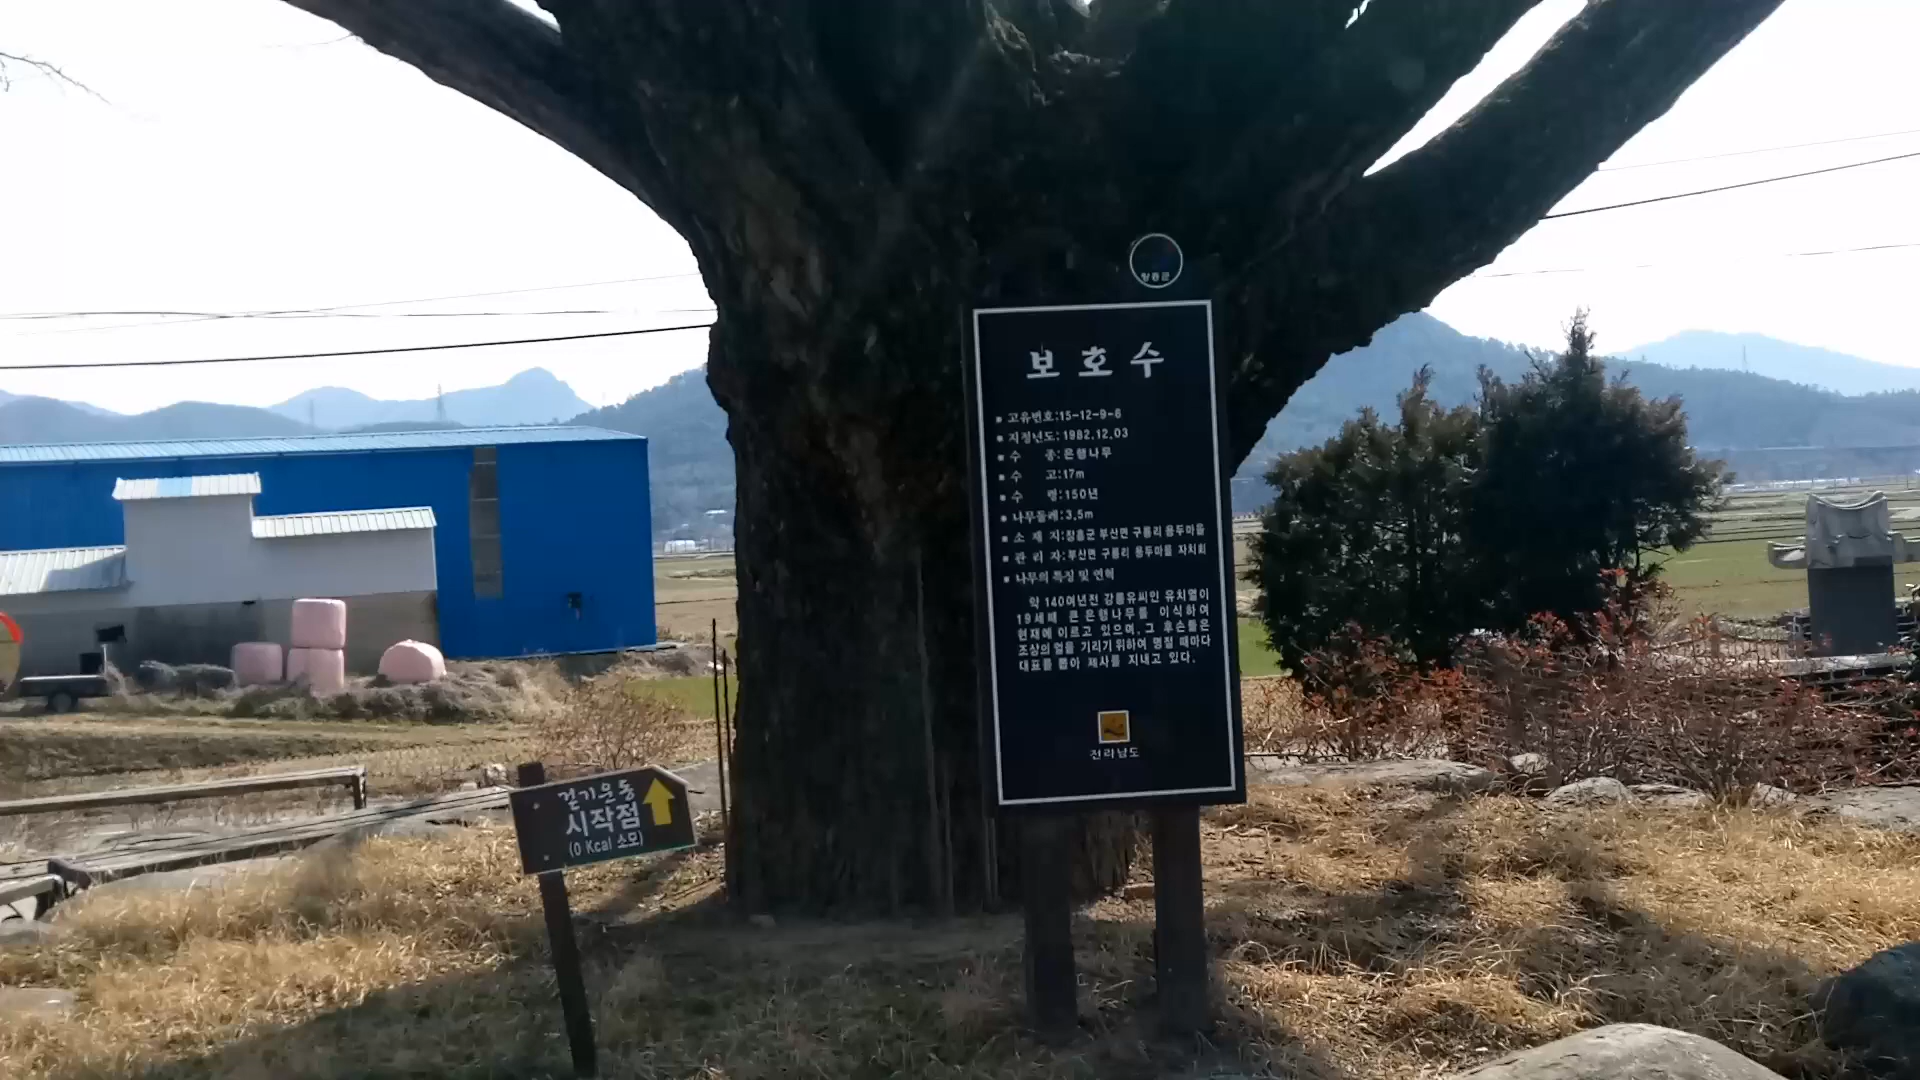 장흥군
보호수
고유번호:15-12-9-6
지정년도:1982.12.03
수 종:은행나무
수 고:17m
수 령:150년
나무둘레:3.5m
소 재 지:장흥군 부산면 구룡리 용두마을
관 리 자:부산면 구룡리 용두마을 자치회
나무의 특징 및 연혁
약 140여년전 강릉유씨인 유치열이
19세때 큰 은행나무를 이식하여
현재에 이르고 있으며, 그 후손들은
조상의 얼을 기리기위하여 명절 때마다
대표를 뽑아 제사를 지내고 있다.
전라남도
걷기운동
시작점
(0 Kcal 소모)